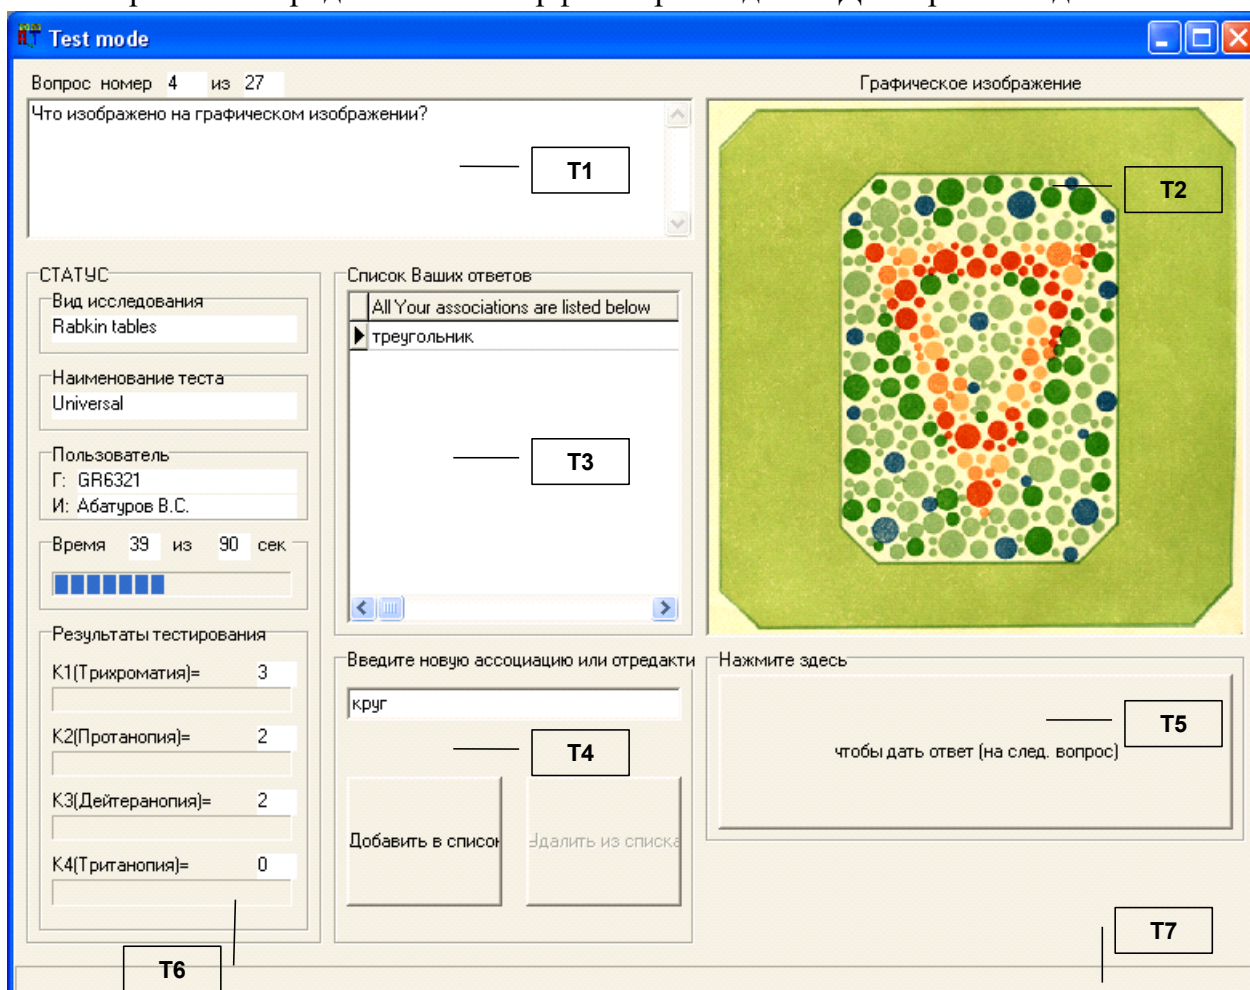 Test mode
Вопрос номер 4 из 27
Что изображено на графическом изображении?
T1
Графическое изображение
T2
СТАТУС
Вид исследования
Rabkin tables
Наименование теста
Universal
Пользователь
Г: GR6321
И: Абатуров В.С.
Время 39 из 90 сек
Результаты тестирования
K1(Трихроматия)= 3
K2(Протанопия)= 2
K3(Дейтеранопия)= 2
K4(Тританопия)= 0
T6
Список Ваших ответов
All Your associations are listed below
треугольник
T3
Введите новую ассоциацию или отредакти
круг
T4
Добавить в список
Удалить из списка
Нажмите здесь
чтобы дать ответ (на след. вопрос)
T5
T7